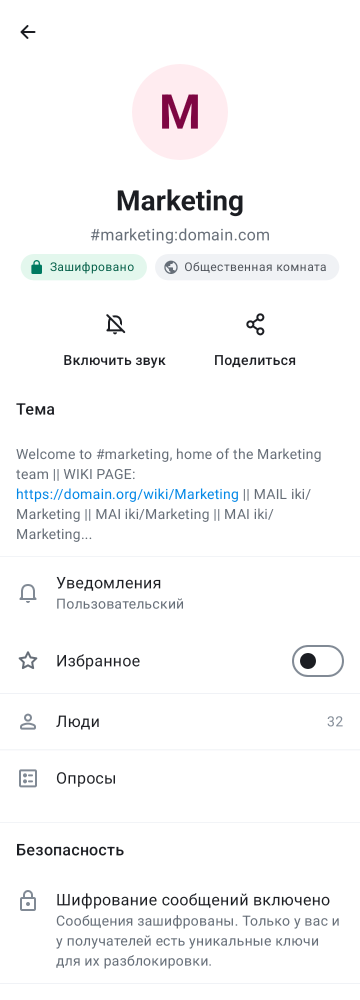 M
Marketing
#marketing:domain.com
Зашифровано
Общественная комната
Включить звук
Поделиться
Тема
Welcome to #marketing, home of the Marketing
team || WIKI PAGE:
https://domain.org/wiki/Marketing || MAIL iki/
Marketing || MAI iki/Marketing || MAI iki/
Marketing...
Уведомления
Пользовательский
Избранное
Люди 32
Опросы
Безопасность
Шифрование сообщений включено
Сообщения зашифрованы. Только у вас и
у получателей есть уникальные ключи
для их разблокировки.